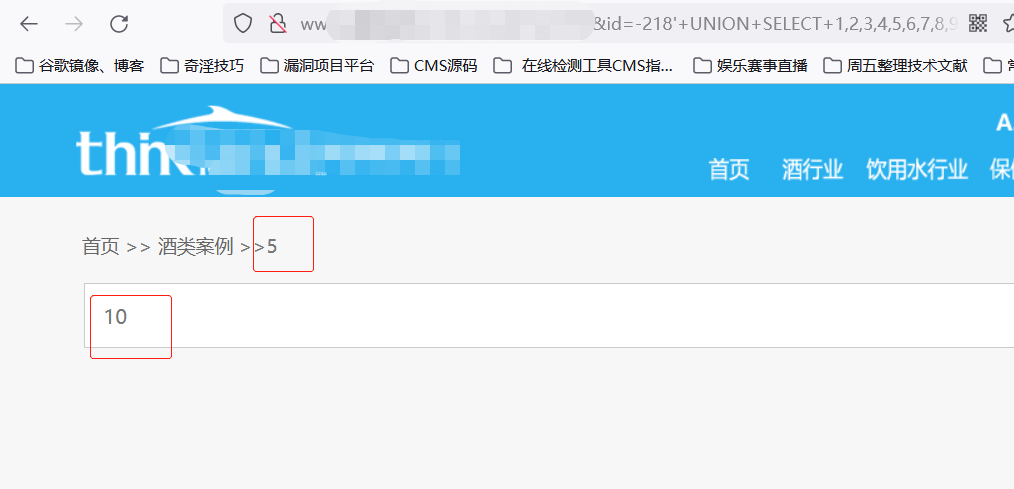 ww &id=-218'+UNION+SELECT+1,2,3,4,5,6,7,8,9
谷歌镜像、博客 奇淫技巧 漏洞项目平台 CMS源码 在线检测工具CMS指... 娱乐赛事直播 周五整理技术文献
thin
A
首页 酒行业 饮用水行业 保
首页 >> 酒类案例 >>5
10